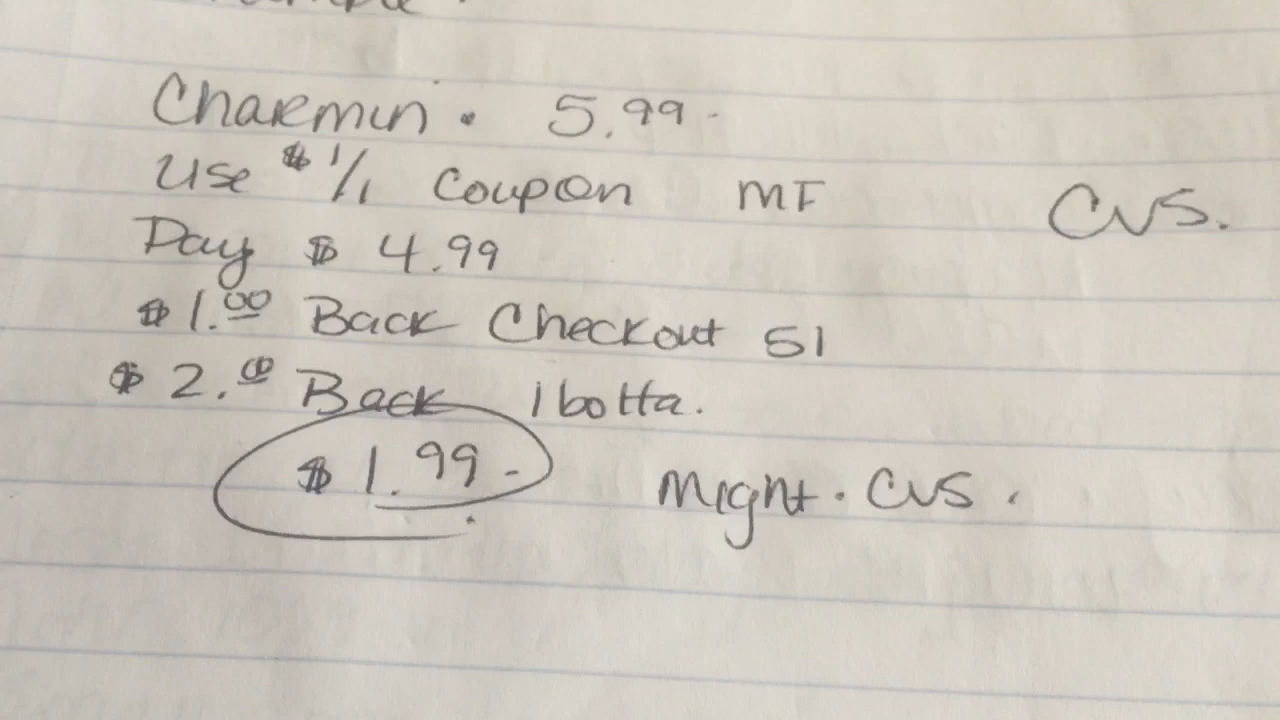 Charmin. 5.99-
Use $1/1 Coupon MF
CVS.
Pay $ 4.99
$1.00 Back Checkout 51
$2.00 Back Ibotta.
$1.99-
CVS.